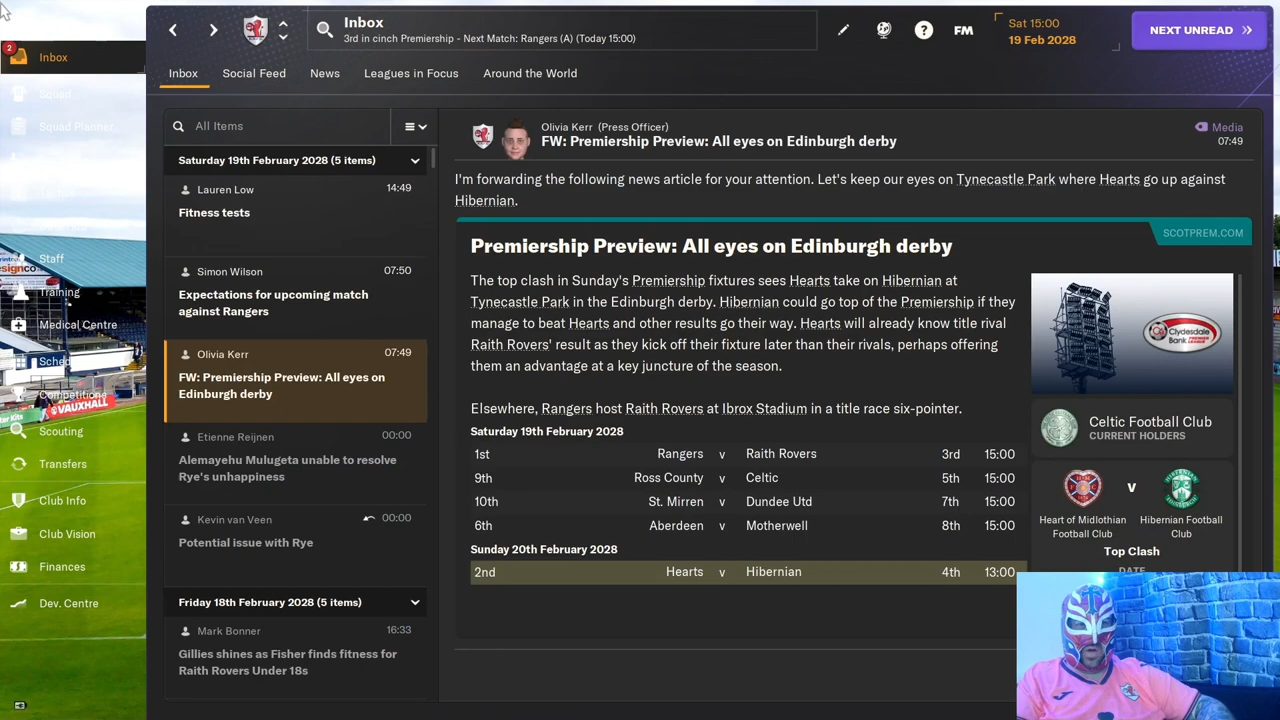 Inbox
3rd in cinch Premiership - Next Match: Rangers (A) (Today 15:00)
FM
Sat 15:00
19 Feb 2028
NEXT UNREAD
2
Inbox
Squad
Squad Planner
Staff
Training
Medical Centre
Sched
Competitions
Scouting
Transfers
Club Info
Club Vision
Finances
Dev. Centre
VAUXHALL
Inbox
Social Feed
News
Leagues in Focus
Around the World
All Items
Saturday 19th February 2028 (5 items)
Lauren Low 14:49
Fitness tests
Simon Wilson 07:50
Expectations for upcoming match
against Rangers
Olivia Kerr 07:49
FW: Premiership Preview: All eyes on
Edinburgh derby
Etienne Reijnen 00:00
Alemayehu Mulugeta unable to resolve
Rye's unhappiness
Kevin van Veen 00:00
Potential issue with Rye
Friday 18th February 2028 (5 items)
Mark Bonner 16:33
Gillies shines as Fisher finds fitness for
Raith Rovers Under 18s
Olivia Kerr (Press Officer)
FW: Premiership Preview: All eyes on Edinburgh derby
Media
07:49
I'm forwarding the following news article for your attention. Let's keep our eyes on Tynecastle Park where Hearts go up against
Hibernian.
SCOTPREM.COM
Premiership Preview: All eyes on Edinburgh derby
The top clash in Sunday's Premiership fixtures sees Hearts take on Hibernian at
Tynecastle Park in the Edinburgh derby. Hibernian could go top of the Premiership if they
manage to beat Hearts and other results go their way. Hearts will already know title rival
Raith Rovers' result as they kick off their fixture later than their rivals, perhaps offering
them an advantage at a key juncture of the season.
Elsewhere, Rangers host Raith Rovers at Ibrox Stadium in a title race six-pointer.
Saturday 19th February 2028
1st Rangers v Raith Rovers 3rd 15:00
9th Ross County v Celtic 5th 15:00
10th St. Mirren v Dundee Utd 7th 15:00
6th Aberdeen v Motherwell 8th 15:00
Sunday 20th February 2028
2nd Hearts v Hibernian 4th 13:00
Clydesdale
Bank
Celtic Football Club
CURRENT HOLDERS
v
Heart of Midlothian
Football Club
Hibernian Football
Club
Top Clash
DATE